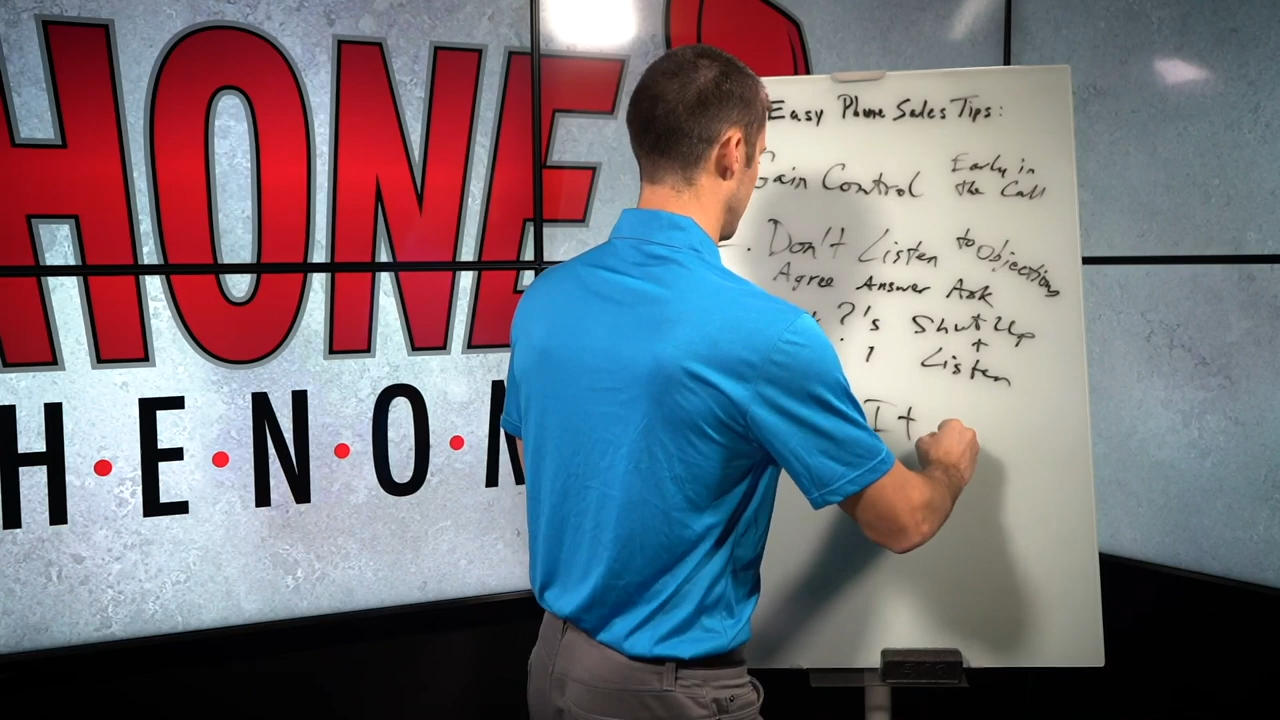 HONE
HENOM
Easy Phone Sales Tips:
Gain Control Early in the Call
. Don't Listen to Objections
Agree Answer Ask
?'s Shut Up + Listen
It